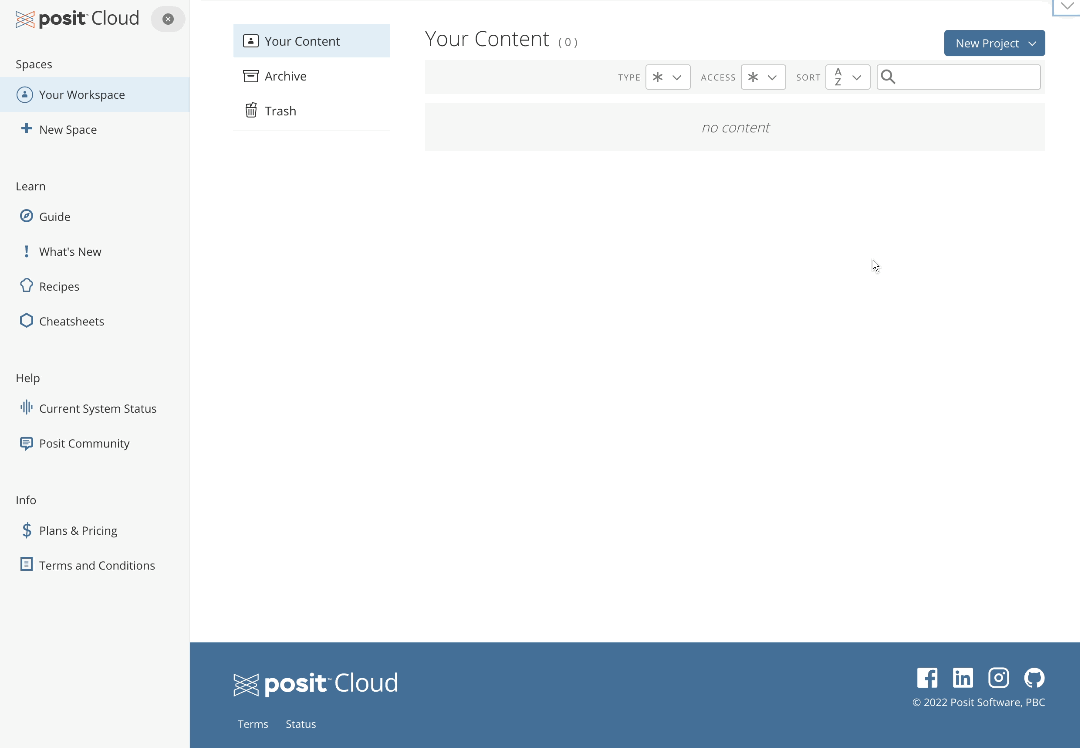 posit™ Cloud
Spaces
Your Workspace
New Space
Learn
Guide
What's New
Recipes
Cheatsheets
Help
Current System Status
Posit Community
Info
Plans & Pricing
Terms and Conditions
Your Content
Archive
Trash
Your Content (0)
New Project
TYPE * ACCESS * SORT A Z
no content
posit™ Cloud
Terms Status
© 2022 Posit Software, PBC